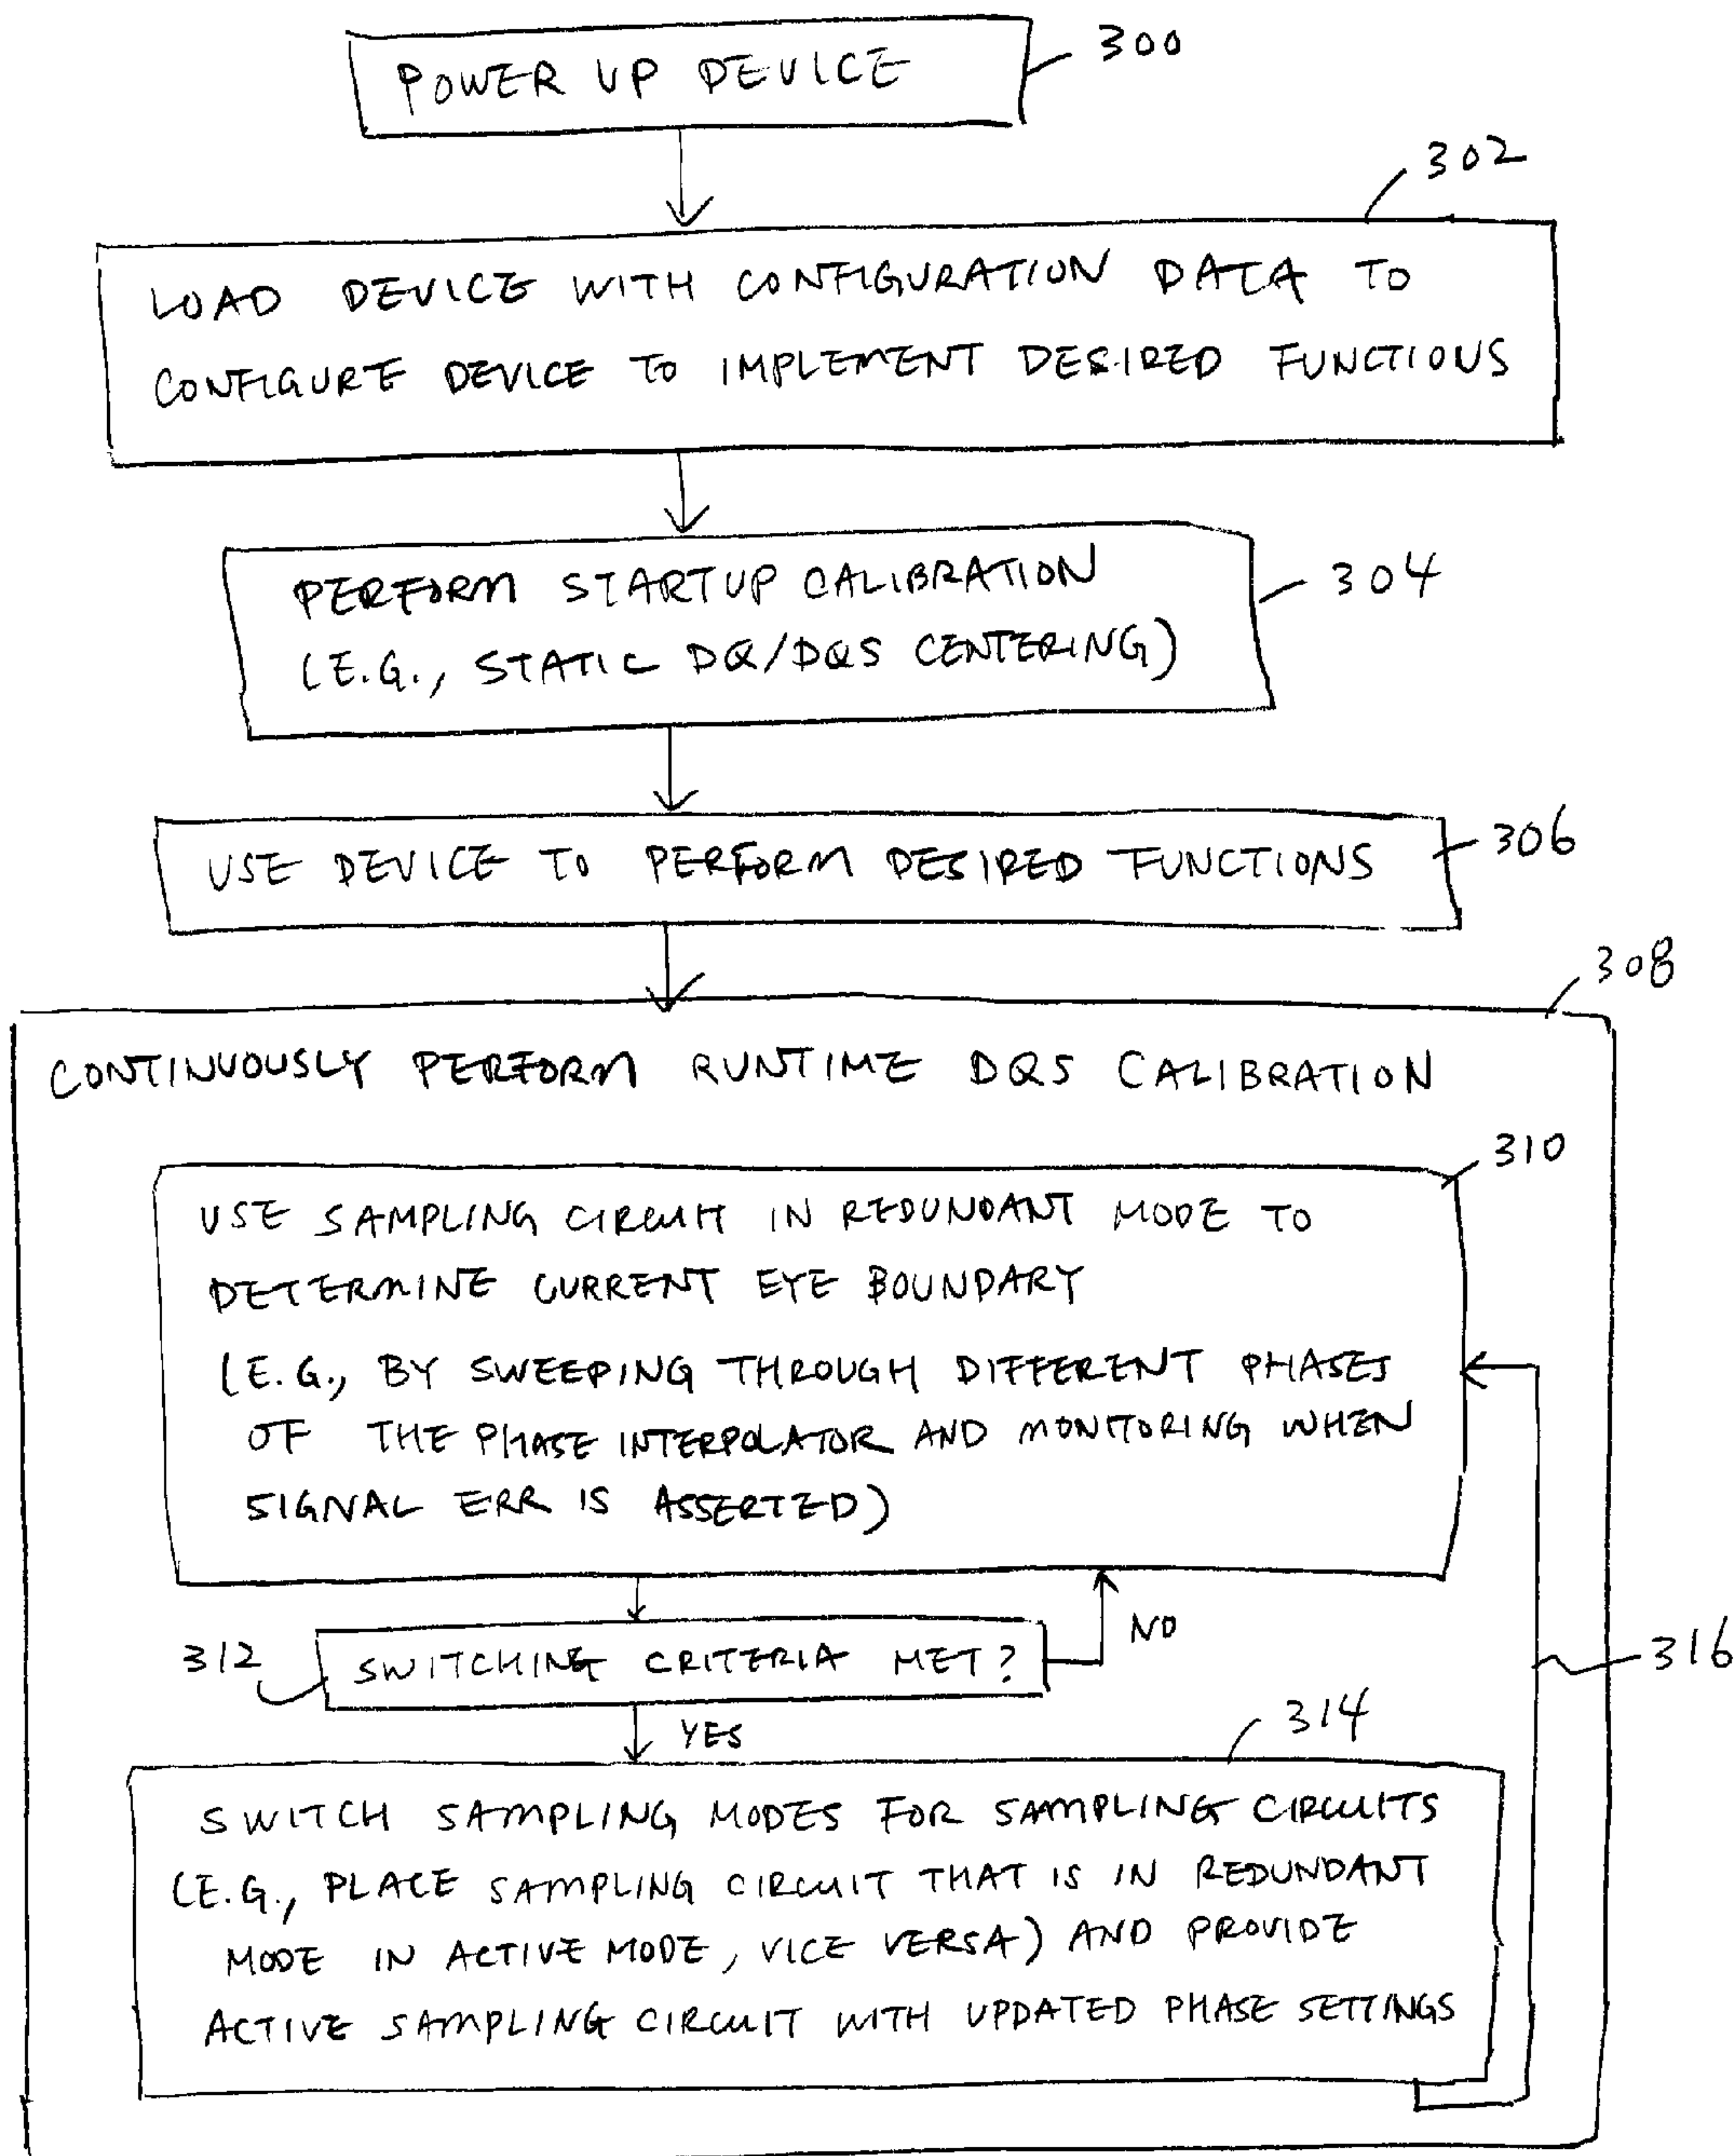 POWER UP DEVICE
300
302
LOAD DEVICE WITH CONFIGURATION DATA TO
CONFIGURE DEVICE TO IMPLEMENT DESIRED FUNCTIONS
PERFORM STARTUP CALIBRATION
(E.G., STATIC DQ/DQS CENTERING)
304
USE DEVICE TO PERFORM DESIRED FUNCTIONS
306
308
CONTINUOUSLY PERFORM RUNTIME DQS CALIBRATION
310
USE SAMPLING CIRCUIT IN REDUNDANT MODE TO
DETERMINE CURRENT EYE BOUNDARY
(E.G., BY SWEEPING THROUGH DIFFERENT PHASES
OF THE PHASE INTERPOLATOR AND MONITORING WHEN
SIGNAL ERR IS ASSERTED)
312
SWITCHING CRITERIA MET?
NO
316
YES
314
SWITCH SAMPLING MODES FOR SAMPLING CIRCUITS
(E.G., PLACE SAMPLING CIRCUIT THAT IS IN REDUNDANT
MODE IN ACTIVE MODE, VICE VERSA) AND PROVIDE
ACTIVE SAMPLING CIRCUIT WITH UPDATED PHASE SETTINGS